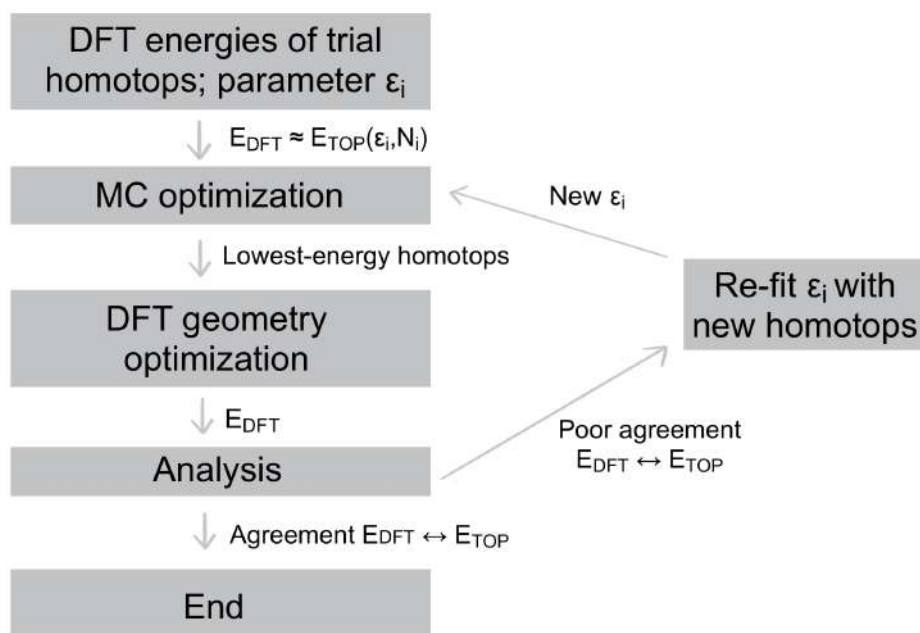 DFT energies of trial
homotops; parameter εi
EDFT ≈ ETOP(εi,Ni)
MC optimization
New εi
Lowest-energy homotops
Re-fit εi with
new homotops
DFT geometry
optimization
EDFT
Poor agreement
EDFT ↔ ETOP
Analysis
Agreement EDFT ↔ ETOP
End